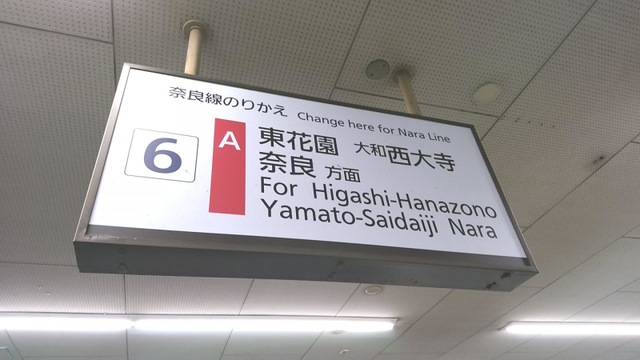 奈良線のりかえ Change here for Nara Line
6 A 東花園 大和西大寺
奈良 方面
For Higashi-Hanazono
Yamato-Saidaiji Nara